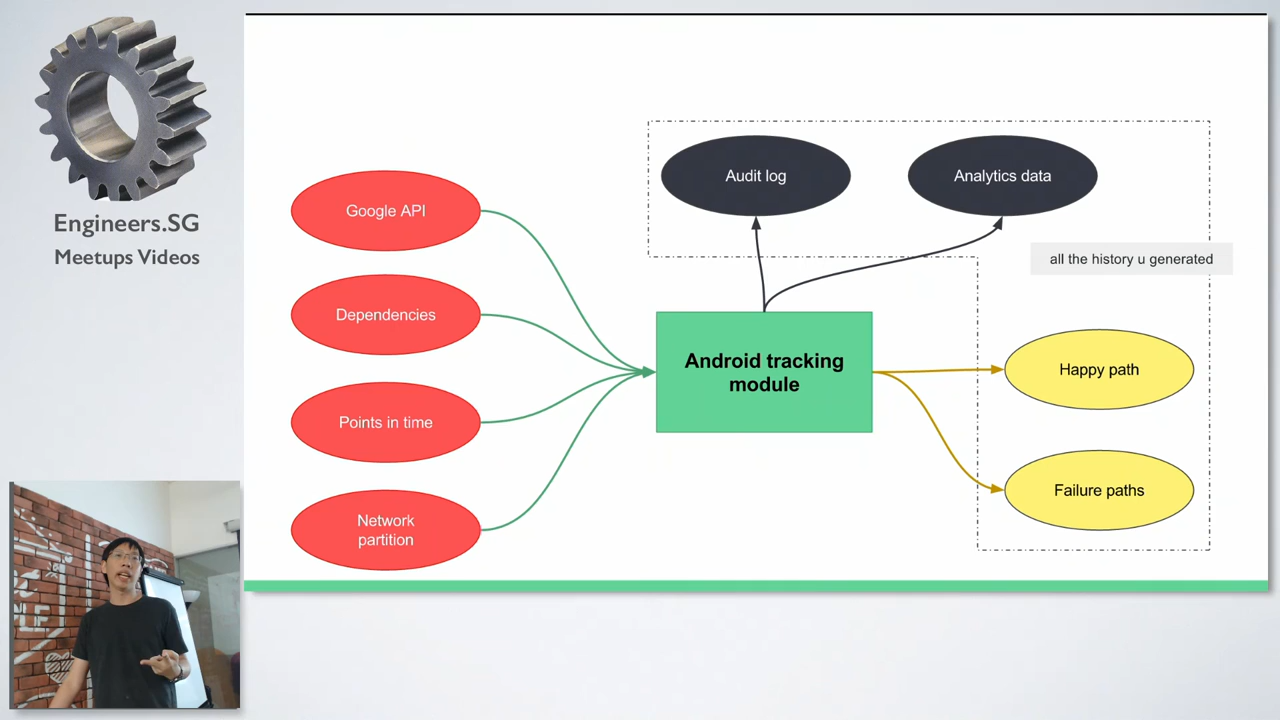 Engineers.SG
Meetups Videos
Audit log
Analytics data
Google API
all the history u generated
Dependencies
Android tracking
module
Happy path
Points in time
Failure paths
Network
partition